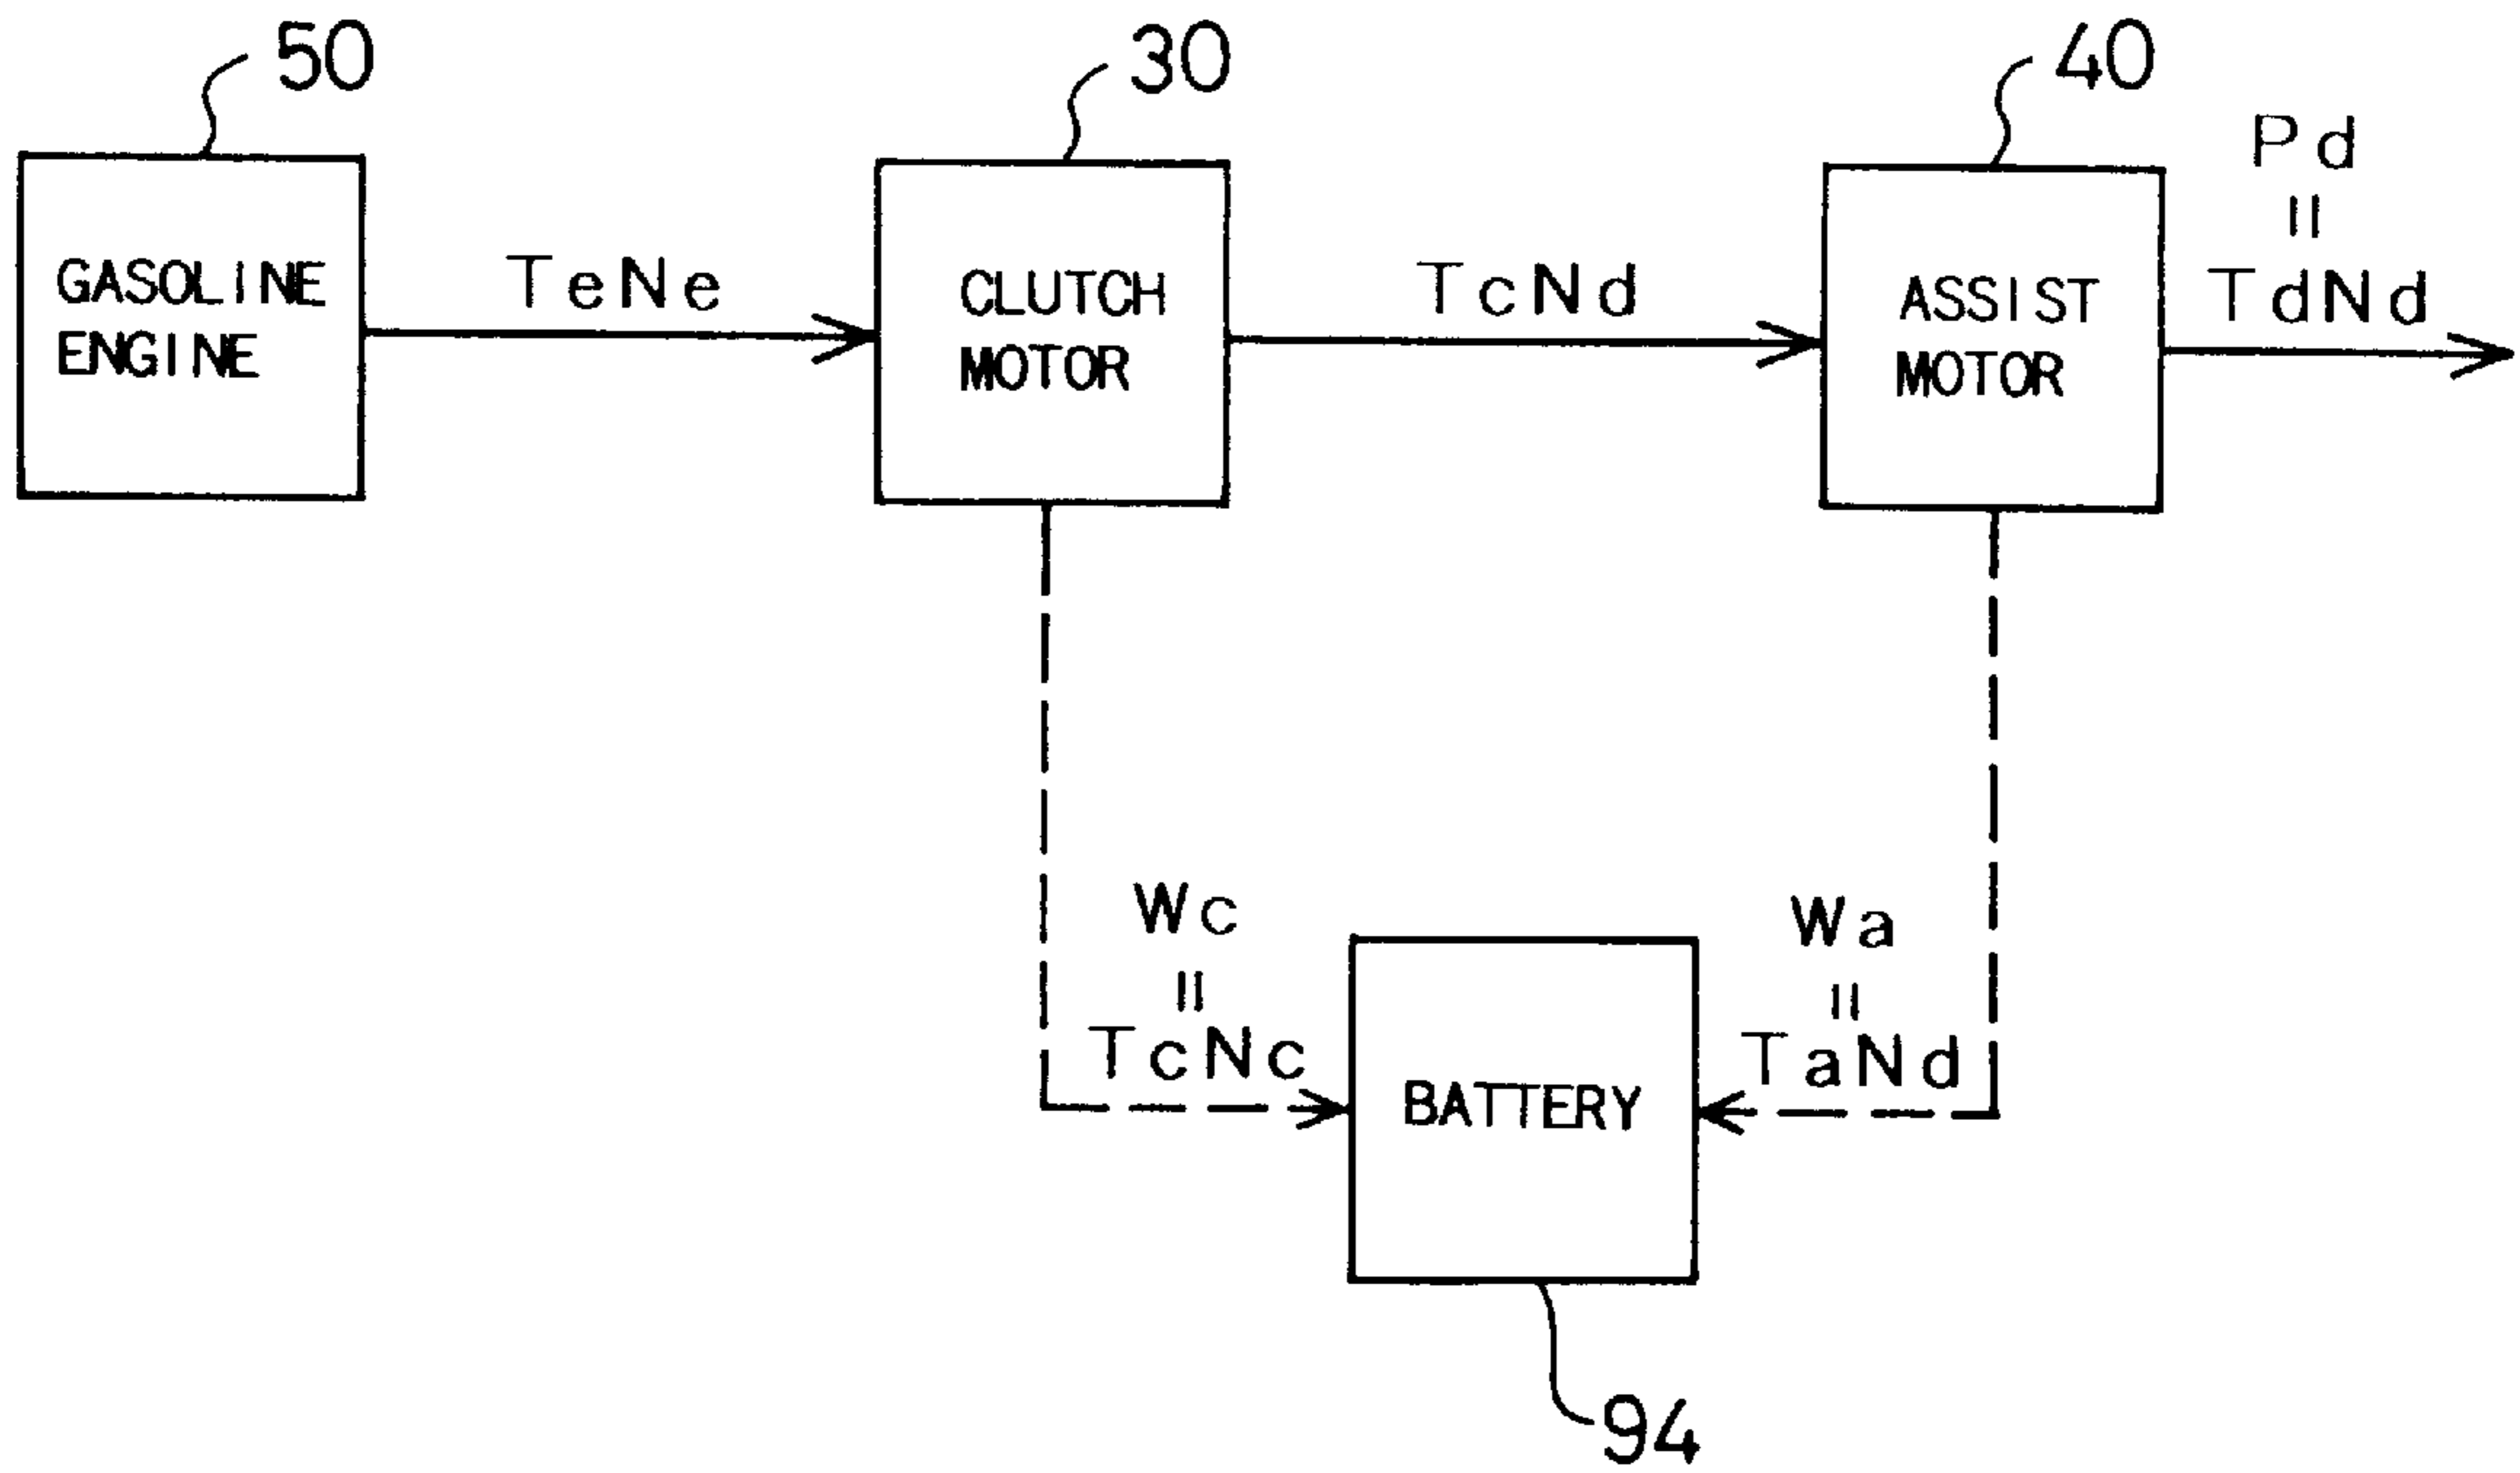 50
30
40
Pd
=
TdNd
GASOLINE
ENGINE
TeNe
CLUTCH
MOTOR
TcNd
ASSIST
MOTOR
Wc
=
TcNc
Wa
=
TaNd
BATTERY
94